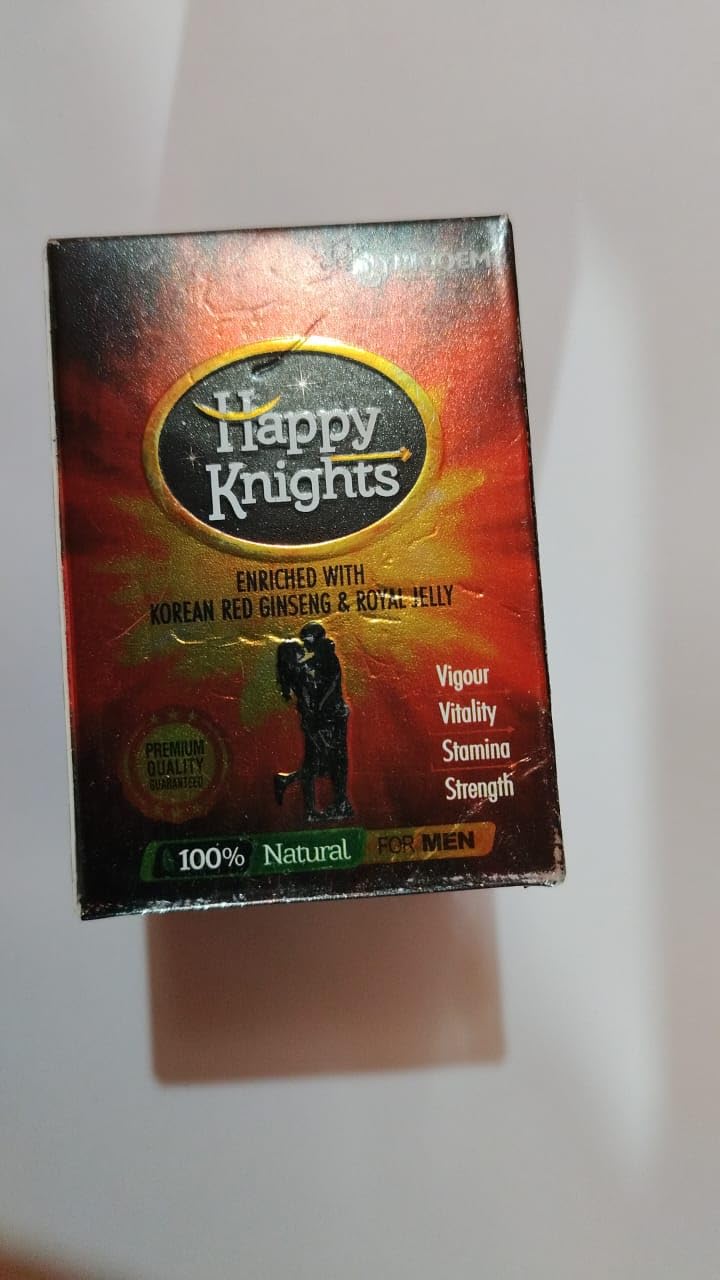 Happy
Knights
ENRICHED WITH
KOREAN RED GINSENG & ROYAL JELLY
Vigour
Vitality
Stamina
Strength
PREMIUM
QUALITY
GUARANTEED
100% Natural FOR MEN